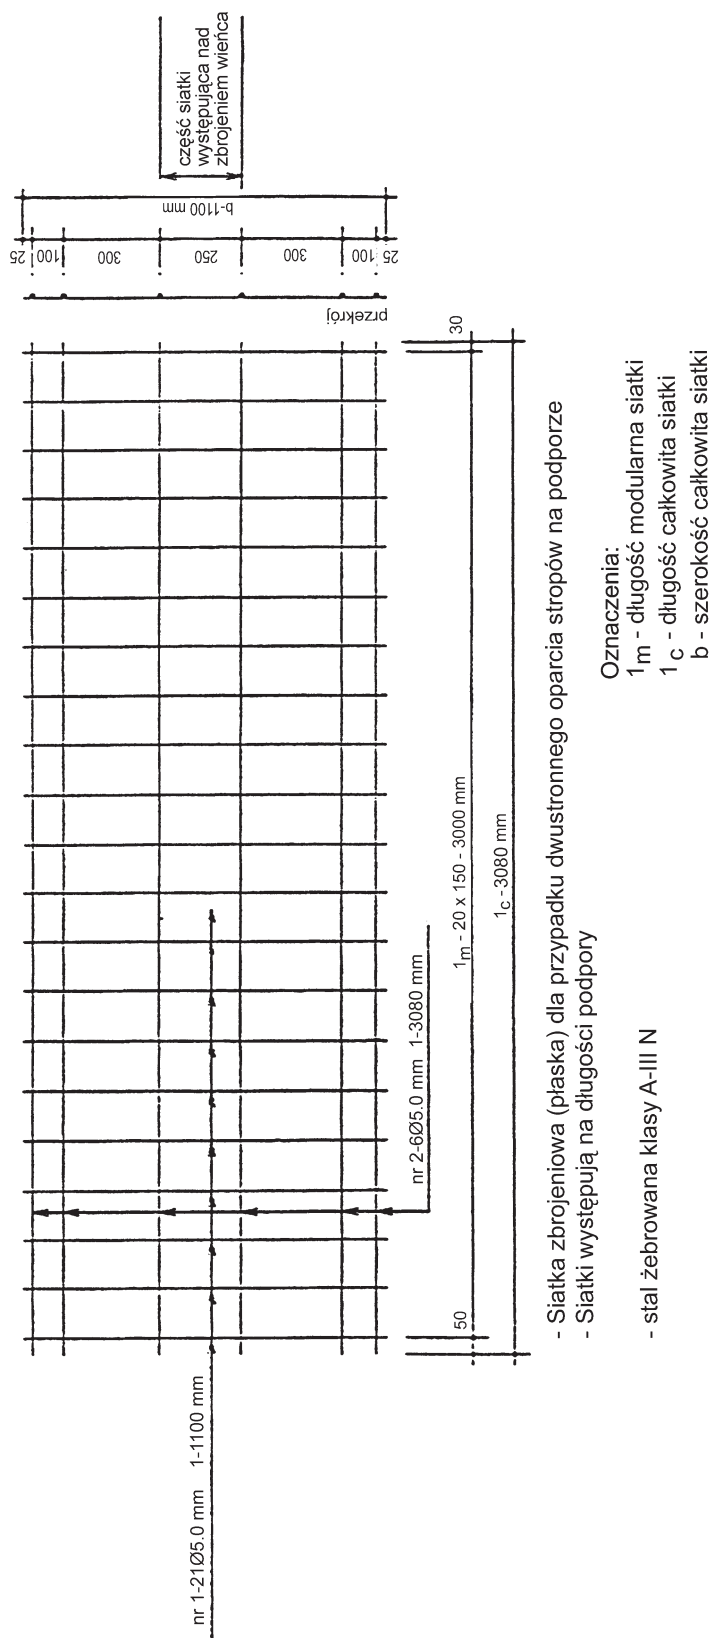 część siatki
występująca nad
zbrojeniem wieńca
b-1100 mm
25 100 300 250 300 100 25
przekrój
nr 1-21Ø5.0 mm 1-1100 mm
nr 2-6Ø5.0 mm 1-3080 mm
50 1m - 20 x 150 - 3000 mm 30
1c - 3080 mm
- Siatka zbrojeniowa (płaska) dla przypadku dwustronnego oparcia stropów na podporze
- Siatki występują na długości podpory
- stal żebrowana klasy A-III N
Oznaczenia:
1m - długość modularna siatki
1c - długość całkowita siatki
b - szerokość całkowita siatki